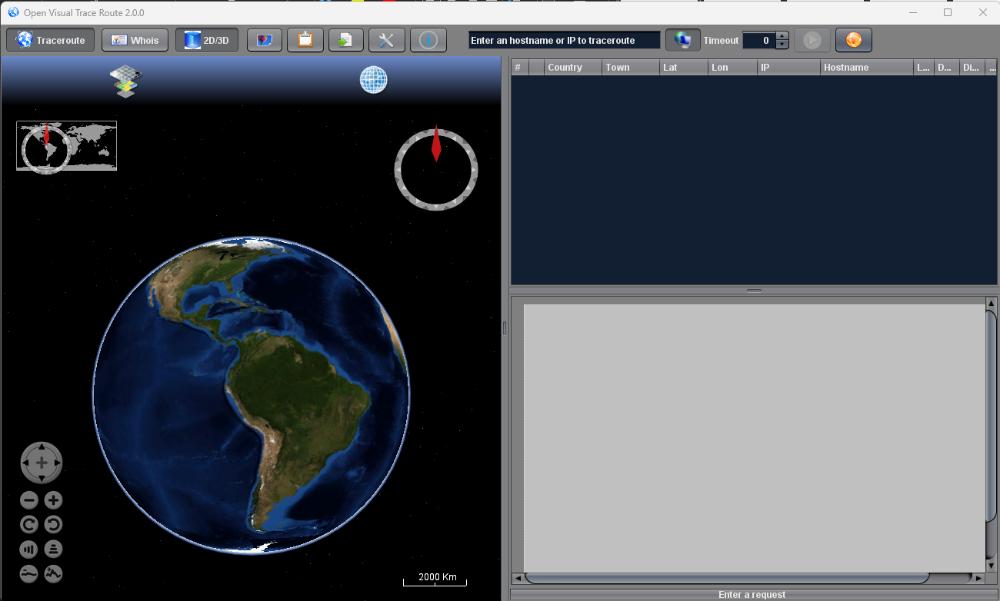 Open Visual Trace Route 2.0.0
Traceroute Whois 2D/3D Enter an hostname or IP to traceroute Timeout 0
# Country Town Lat Lon IP Hostname L... D... Di... ...
2000 Km
Enter a request